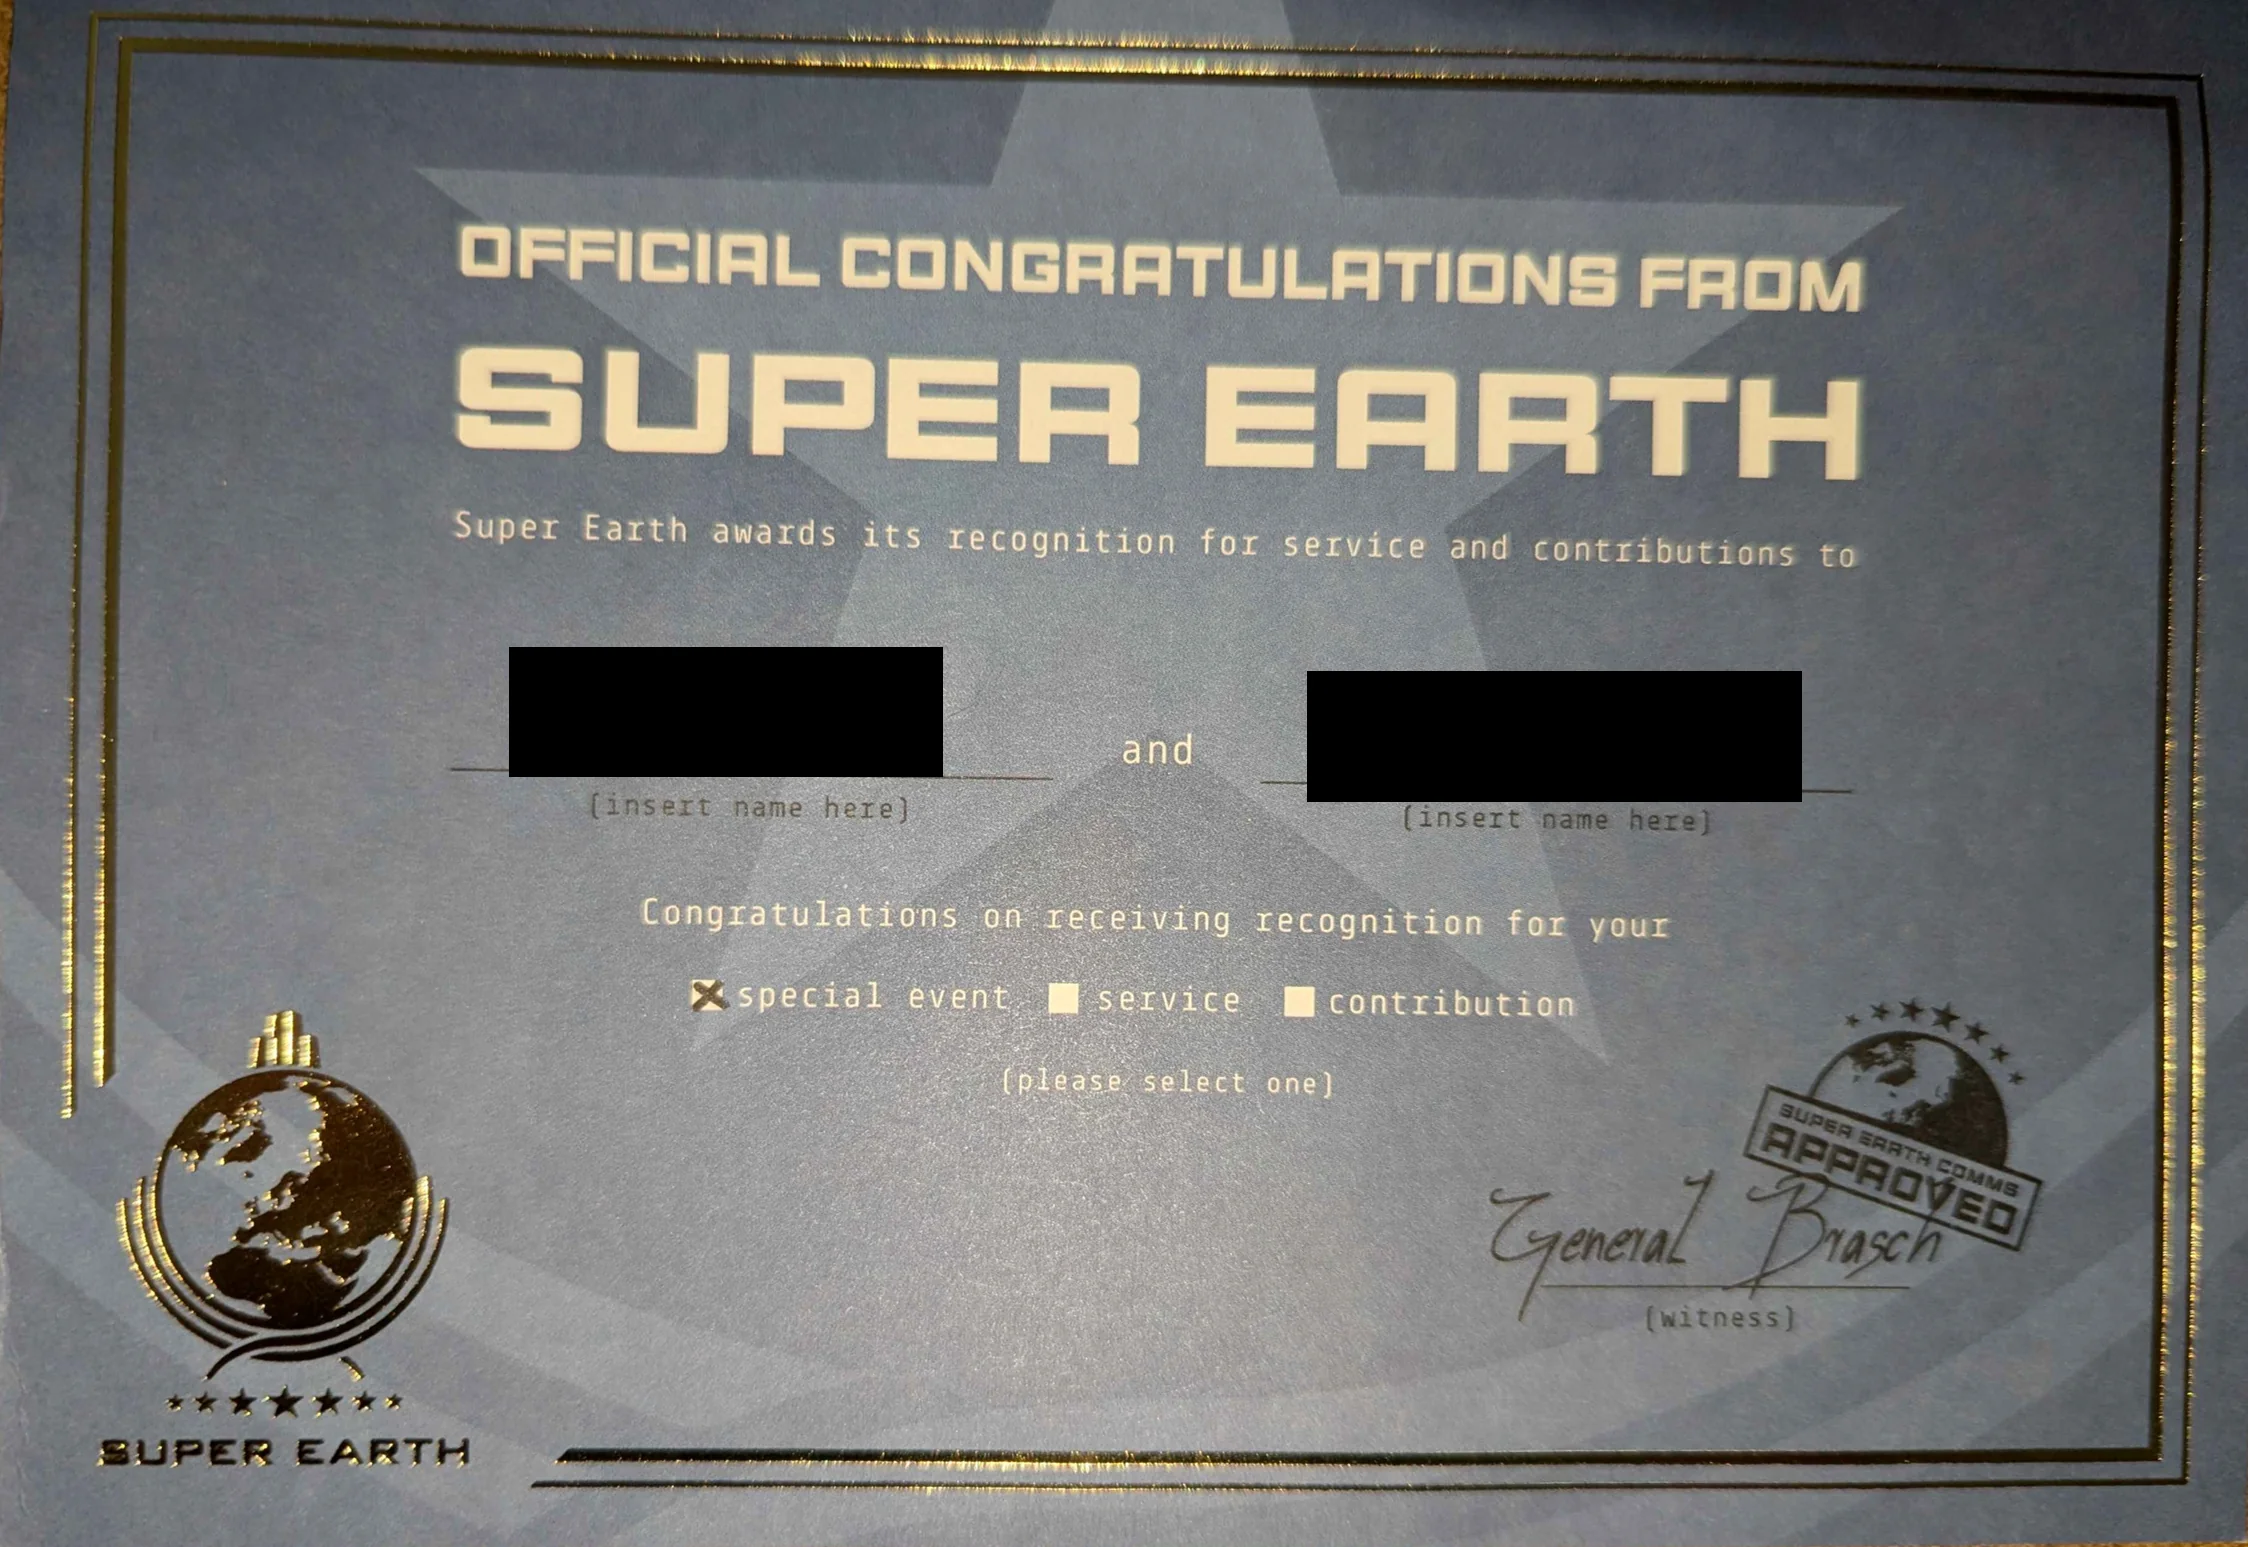 OFFICIAL CONGRATULATIONS FROM
SUPER EARTH
Super Earth awards its recognition for service and contributions to
and
(insert name here)
(insert name here)
Congratulations on receiving recognition for your
special event service contribution
(please select one)
SUPER EARTH COMMS
APPROVED
General Brasch
(witness)
SUPER EARTH